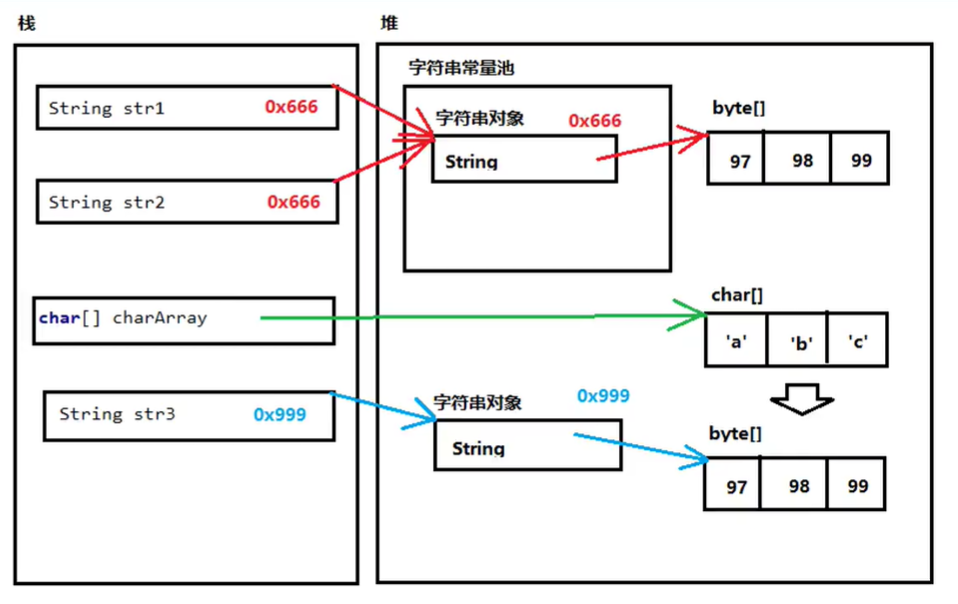 栈
String str1 0x666
String str2 0x666
char[] charArray
String str3 0x999
堆
字符串常量池
字符串对象 0x666
String
byte[]
97 98 99
char[]
'a' 'b' 'c'
字符串对象 0x999
String
byte[]
97 98 99